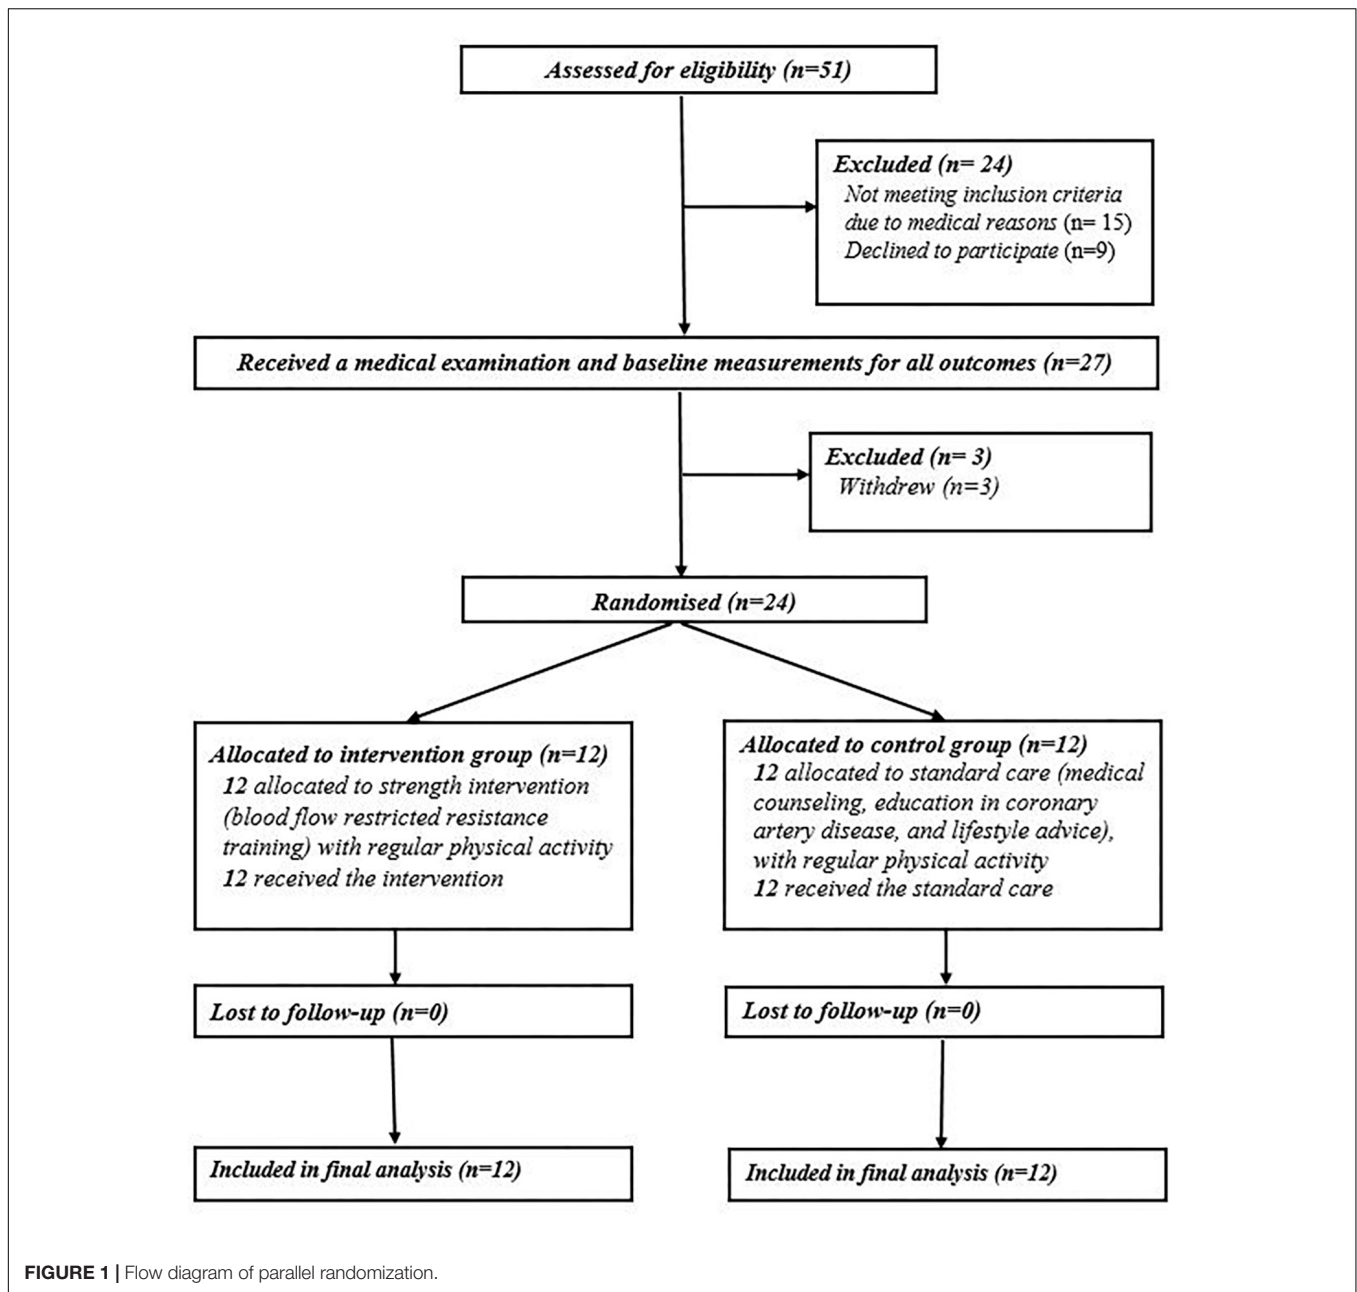 Assessed for eligibility (n=51)
Excluded (n= 24)
Not meeting inclusion criteria
due to medical reasons (n= 15)
Declined to participate (n=9)
Received a medical examination and baseline measurements for all outcomes (n=27)
Excluded (n= 3)
Withdrew (n=3)
Randomised (n=24)
Allocated to intervention group (n=12)
12 allocated to strength intervention
(blood flow restricted resistance
training) with regular physical activity
12 received the intervention
Allocated to control group (n=12)
12 allocated to standard care (medical
counseling, education in coronary
artery disease, and lifestyle advice),
with regular physical activity
12 received the standard care
Lost to follow-up (n=0)
Lost to follow-up (n=0)
Included in final analysis (n=12)
Included in final analysis (n=12)
FIGURE 1 | Flow diagram of parallel randomization.